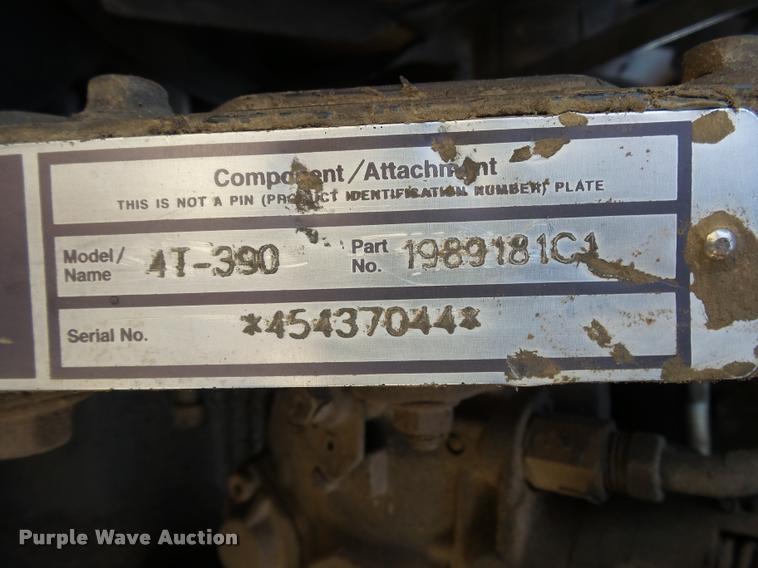 Component/Attachment
THIS IS NOT A PIN (PRODUCT IDENTIFICATION NUMBER) PLATE
Model/ Name 4T-390 Part No. 1989181C1
Serial No. *45437044*
Purple Wave Auction®